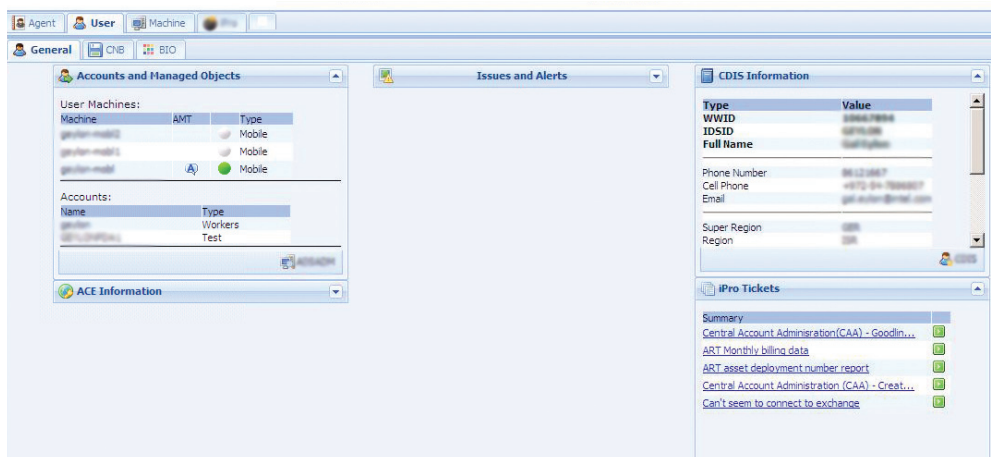 Agent User Machine
General CNB BIO
Accounts and Managed Objects
User Machines:
Machine AMT Type
Mobile
Mobile
Mobile
Accounts:
Name Type
Workers
Test
ACE Information
Issues and Alerts
CDIS Information
Type Value
WWID
IDSID
Full Name
Phone Number
Cell Phone
Email
Super Region
Region
CDIS
iPro Tickets
Summary
Central Account Adminisration(CAA) - Goodlin...
ART Monthly billing data
ART asset deployment number report
Central Account Administration (CAA) - Creat...
Can't seem to connect to exchange